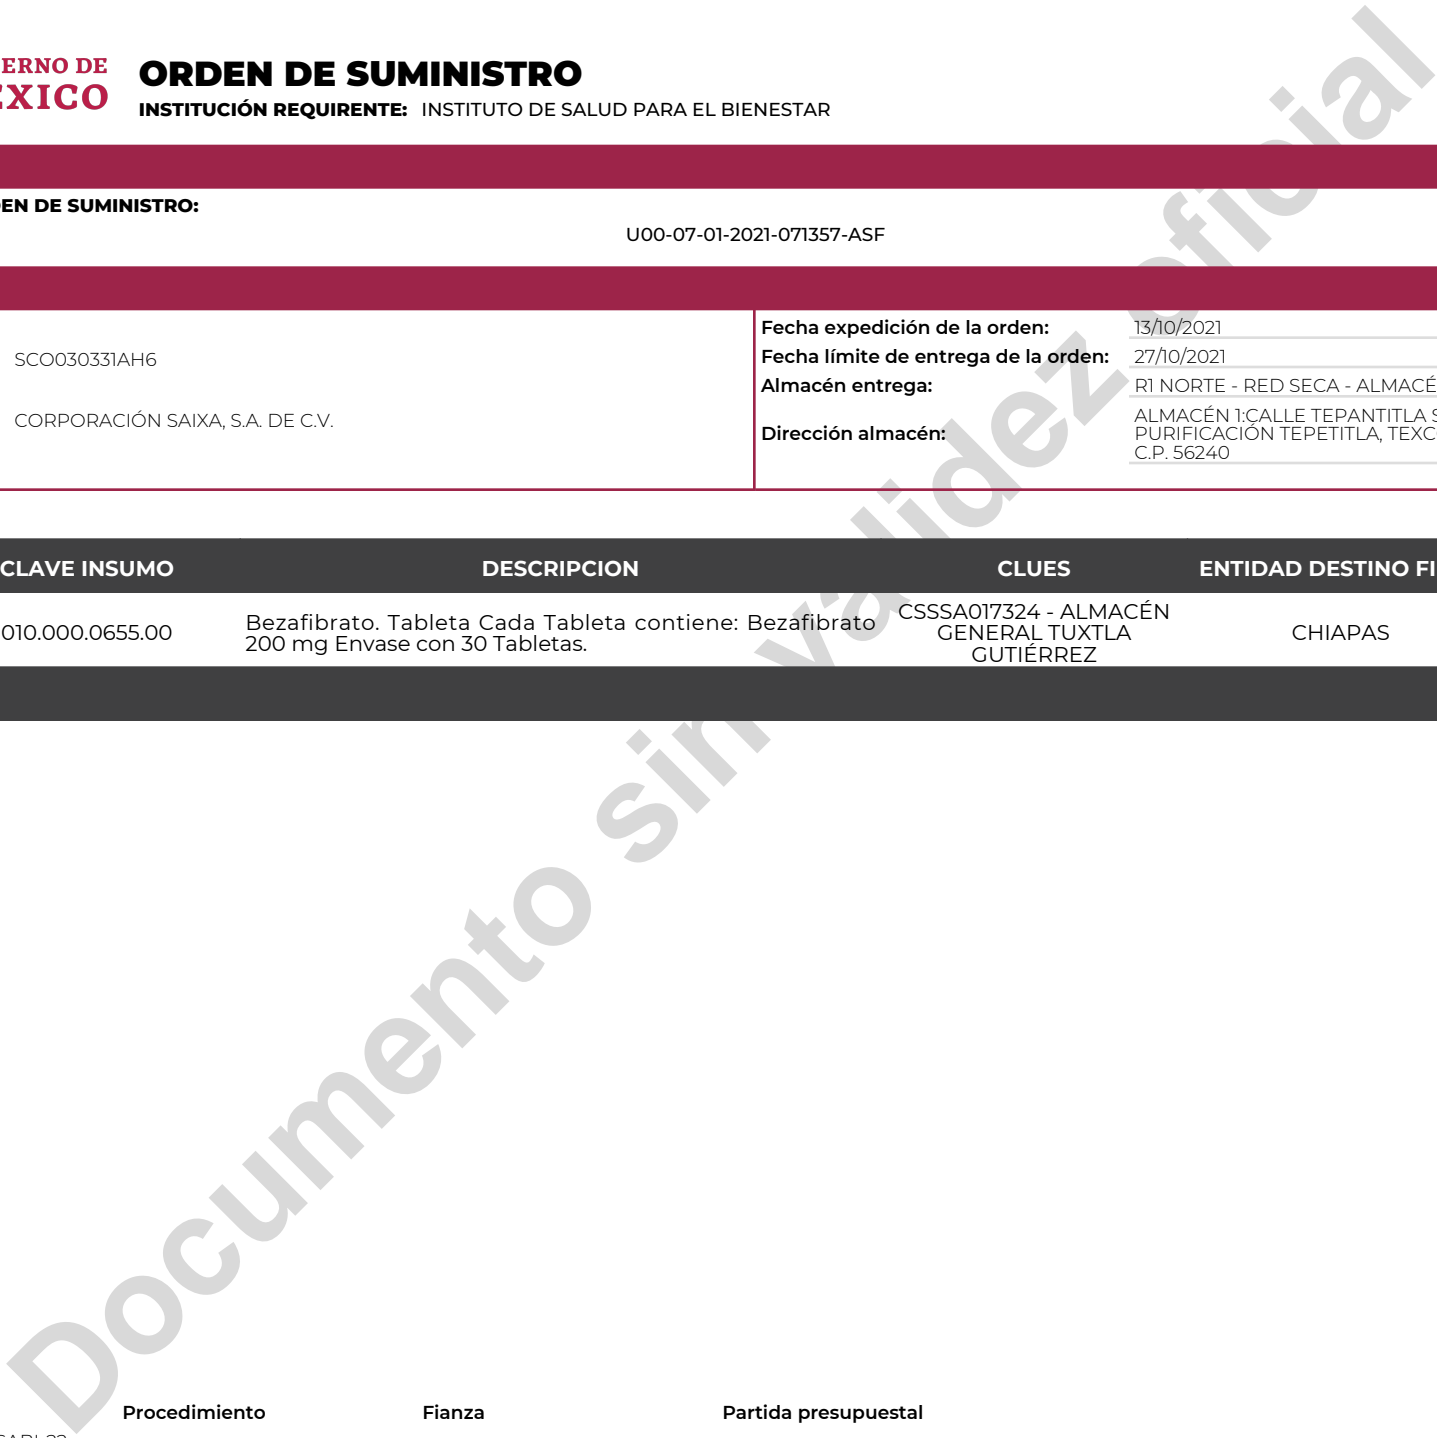 ERNO DE
ÉXICO
ORDEN DE SUMINISTRO
INSTITUCIÓN REQUIRENTE: INSTITUTO DE SALUD PARA EL BIENESTAR
EN DE SUMINISTRO:
U00-07-01-2021-071357-ASF
SCO030331AH6
CORPORACIÓN SAIXA, S.A. DE C.V.
Fecha expedición de la orden: 13/10/2021
Fecha límite de entrega de la orden: 27/10/2021
Almacén entrega: R1 NORTE - RED SECA - ALMACÉ
Dirección almacén:
ALMACÉN 1:CALLE TEPANTITLA S
PURIFICACIÓN TEPETITLA, TEXC
C.P. 56240
CLAVE INSUMO DESCRIPCION CLUES ENTIDAD DESTINO FI
010.000.0655.00
Bezafibrato. Tableta Cada Tableta contiene: Bezafibrato
200 mg Envase con 30 Tabletas.
CSSSA017324 - ALMACÉN
GENERAL TUXTLA
GUTIÉRREZ
CHIAPAS
Documento sin validez oficial
Procedimiento Fianza Partida presupuestal